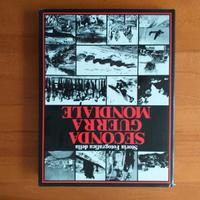 Storia Fotografica della
SECONDA
GUERRA
MONDIALE